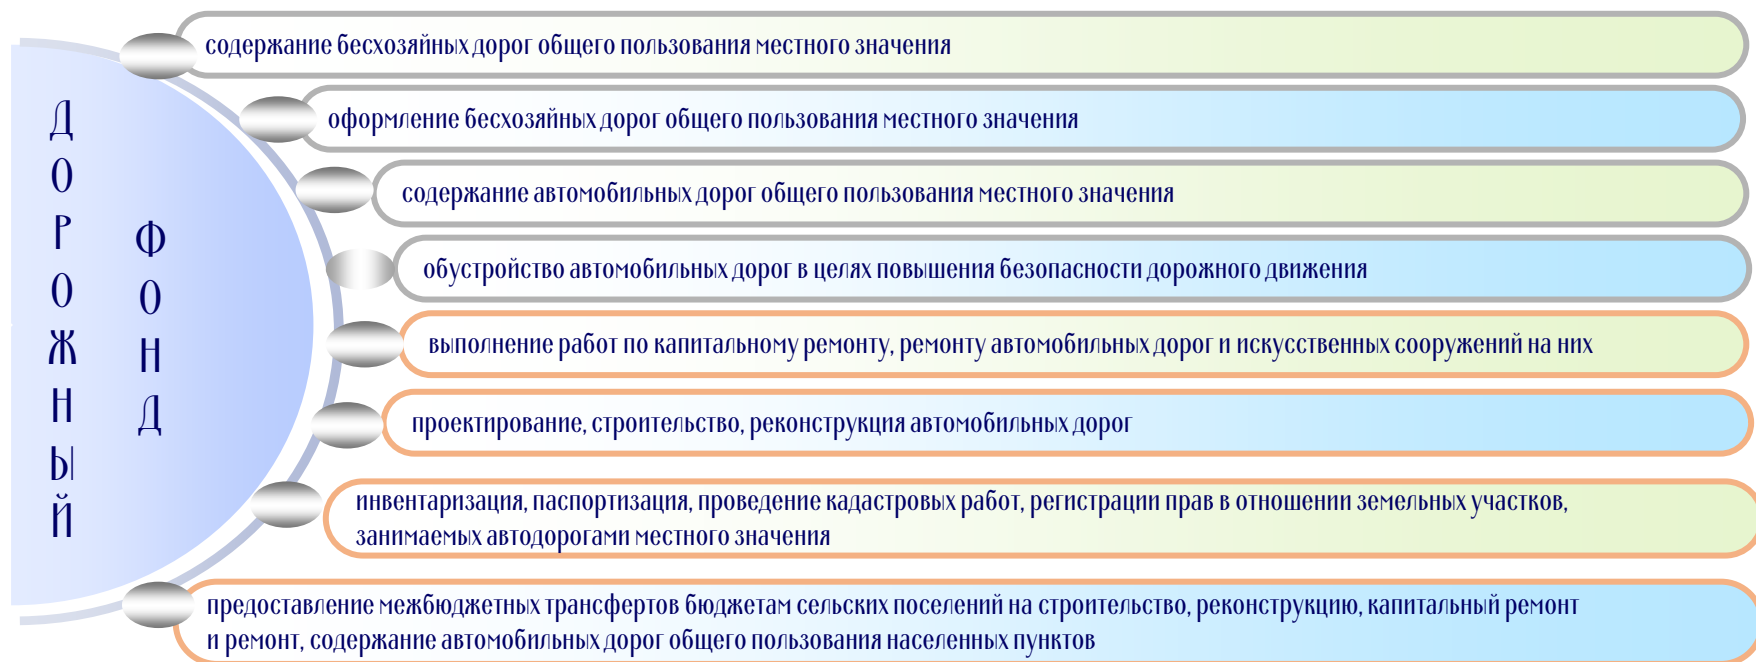 ДОРОЖНЫЙ
ФОНД
содержание бесхозяйных дорог общего пользования местного значения
оформление бесхозяйных дорог общего пользования местного значения
содержание автомобильных дорог общего пользования местного значения
обустройство автомобильных дорог в целях повышения безопасности дорожного движения
выполнение работ по капитальному ремонту, ремонту автомобильных дорог и искусственных сооружений на них
проектирование, строительство, реконструкция автомобильных дорог
инвентаризация, паспортизация, проведение кадастровых работ, регистрации прав в отношении земельных участков,
занимаемых автодорогами местного значения
предоставление межбюджетных трансфертов бюджетам сельских поселений на строительство, реконструкцию, капитальный ремонт
и ремонт, содержание автомобильных дорог общего пользования населенных пунктов